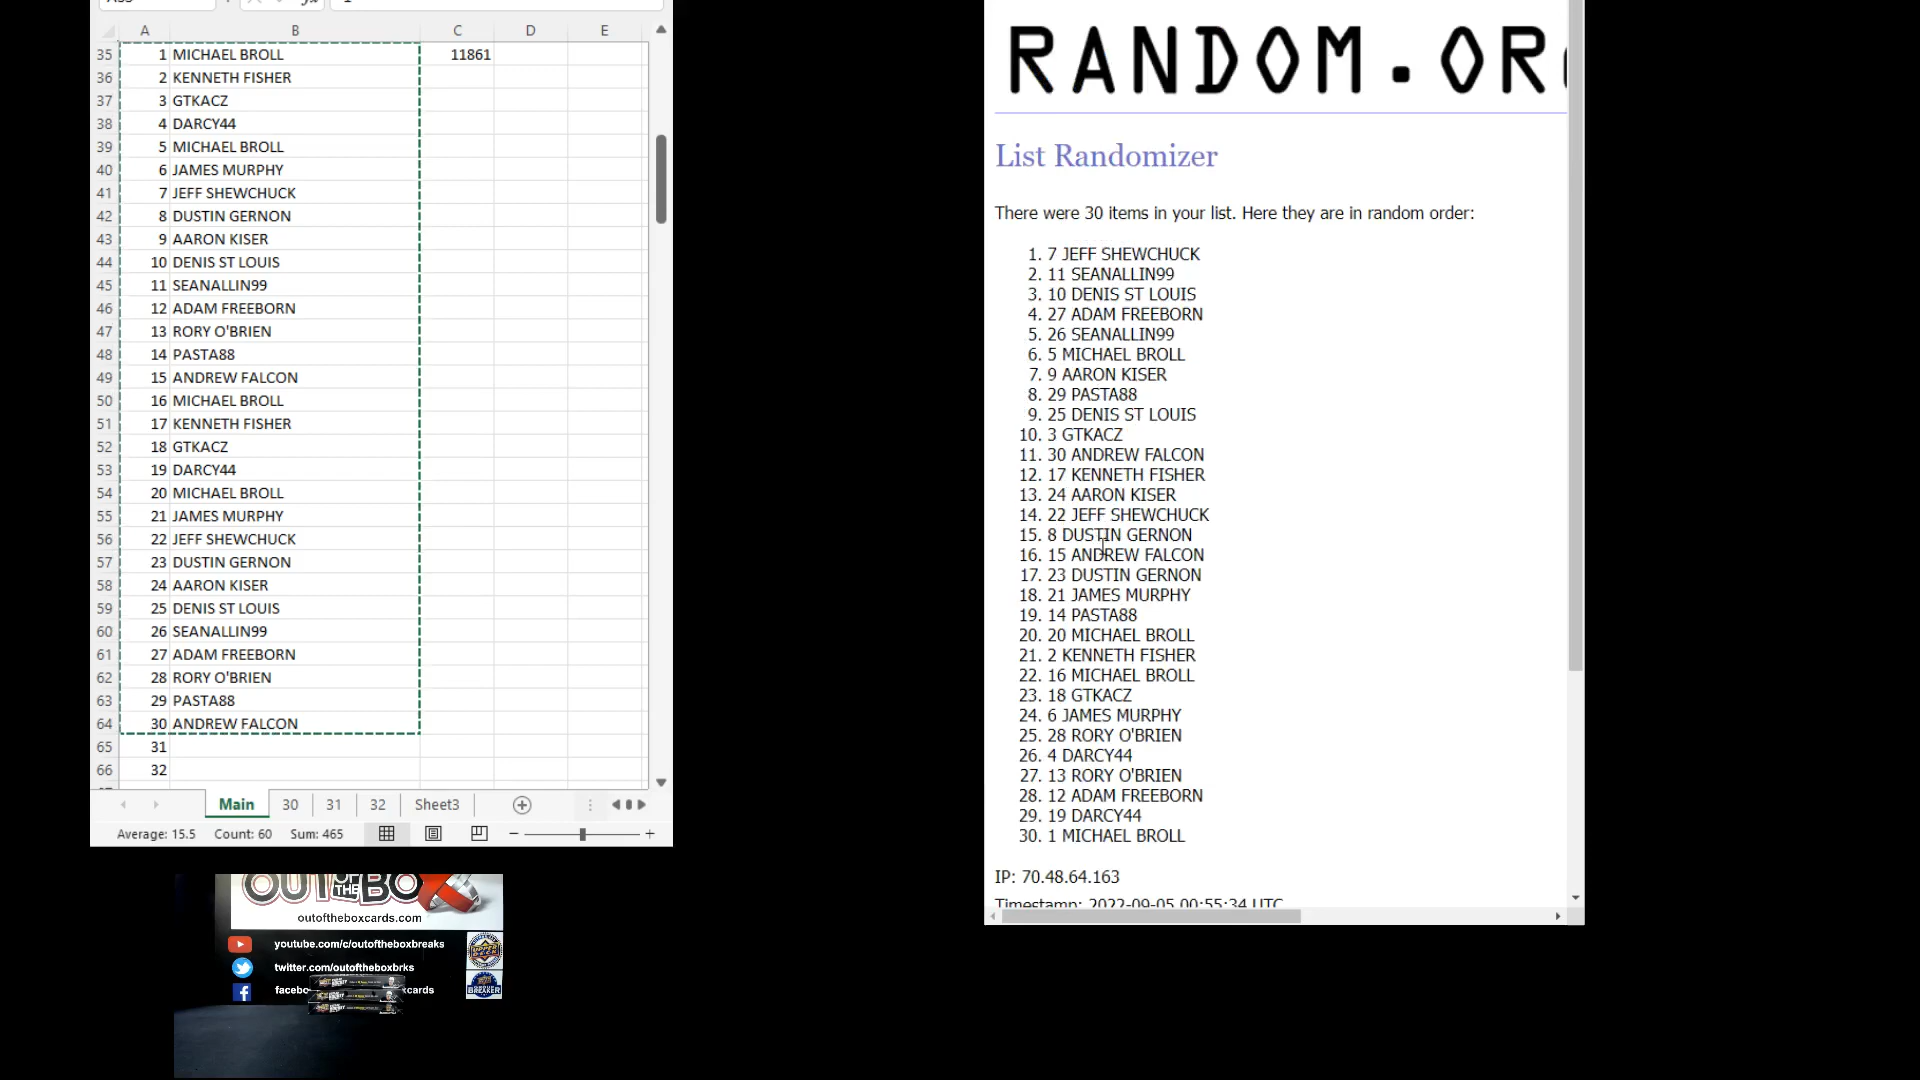 A B C D E
35 1 MICHAEL BROLL 11861
36 2 KENNETH FISHER
37 3 GTKACZ
38 4 DARCY44
39 5 MICHAEL BROLL
40 6 JAMES MURPHY
41 7 JEFF SHEWCHUCK
42 8 DUSTIN GERNON
43 9 AARON KISER
44 10 DENIS ST LOUIS
45 11 SEANALLIN99
46 12 ADAM FREEBORN
47 13 RORY O'BRIEN
48 14 PASTA88
49 15 ANDREW FALCON
50 16 MICHAEL BROLL
51 17 KENNETH FISHER
52 18 GTKACZ
53 19 DARCY44
54 20 MICHAEL BROLL
55 21 JAMES MURPHY
56 22 JEFF SHEWCHUCK
57 23 DUSTIN GERNON
58 24 AARON KISER
59 25 DENIS ST LOUIS
60 26 SEANALLIN99
61 27 ADAM FREEBORN
62 28 RORY O'BRIEN
63 29 PASTA88
64 30 ANDREW FALCON
65 31
66 32
Main 30 31 32 Sheet3
Average: 15.5 Count: 60 Sum: 465
OUT OF THE BO
outoftheboxcards.com
youtube.com/c/outoftheboxbreaks
twitter.com/outoftheboxbrks
RANDOM.OR
List Randomizer
There were 30 items in your list. Here they are in random order:
1. 7 JEFF SHEWCHUCK
2. 11 SEANALLIN99
3. 10 DENIS ST LOUIS
4. 27 ADAM FREEBORN
5. 26 SEANALLIN99
6. 5 MICHAEL BROLL
7. 9 AARON KISER
8. 29 PASTA88
9. 25 DENIS ST LOUIS
10. 3 GTKACZ
11. 30 ANDREW FALCON
12. 17 KENNETH FISHER
13. 24 AARON KISER
14. 22 JEFF SHEWCHUCK
15. 8 DUSTIN GERNON
16. 15 ANDREW FALCON
17. 23 DUSTIN GERNON
18. 21 JAMES MURPHY
19. 14 PASTA88
20. 20 MICHAEL BROLL
21. 2 KENNETH FISHER
22. 16 MICHAEL BROLL
23. 18 GTKACZ
24. 6 JAMES MURPHY
25. 28 RORY O'BRIEN
26. 4 DARCY44
27. 13 RORY O'BRIEN
28. 12 ADAM FREEBORN
29. 19 DARCY44
30. 1 MICHAEL BROLL
IP: 70.48.64.163
Timestamp: 2022-09-05 00:55:34 UTC